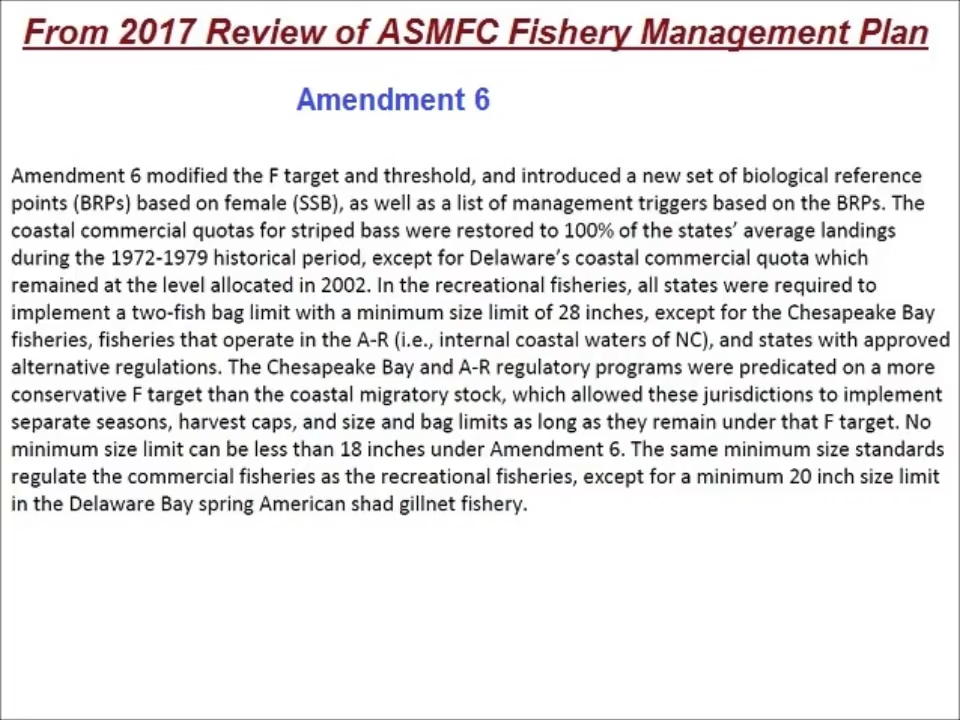 From 2017 Review of ASMFC Fishery Management Plan
Amendment 6
Amendment 6 modified the F target and threshold, and introduced a new set of biological reference
points (BRPs) based on female (SSB), as well as a list of management triggers based on the BRPs. The
coastal commercial quotas for striped bass were restored to 100% of the states’ average landings
during the 1972-1979 historical period, except for Delaware’s coastal commercial quota which
remained at the level allocated in 2002. In the recreational fisheries, all states were required to
implement a two-fish bag limit with a minimum size limit of 28 inches, except for the Chesapeake Bay
fisheries, fisheries that operate in the A-R (i.e., internal coastal waters of NC), and states with approved
alternative regulations. The Chesapeake Bay and A-R regulatory programs were predicated on a more
conservative F target than the coastal migratory stock, which allowed these jurisdictions to implement
separate seasons, harvest caps, and size and bag limits as long as they remain under that F target. No
minimum size limit can be less than 18 inches under Amendment 6. The same minimum size standards
regulate the commercial fisheries as the recreational fisheries, except for a minimum 20 inch size limit
in the Delaware Bay spring American shad gillnet fishery.